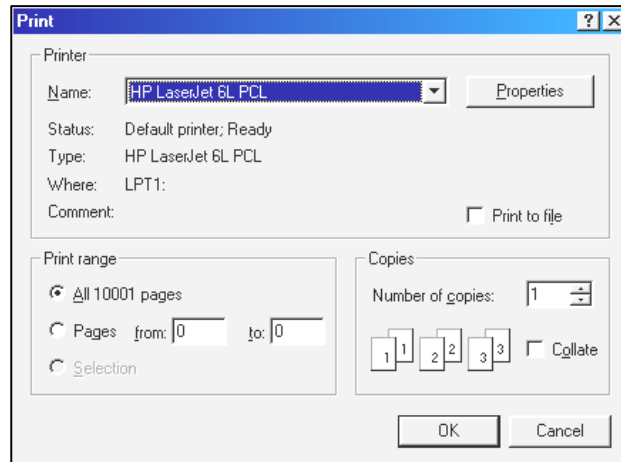 Print
Printer
Name: HP LaserJet 6L PCL Properties
Status: Default printer; Ready
Type: HP LaserJet 6L PCL
Where: LPT1:
Comment: Print to file
Print range
All 10001 pages
Pages from: 0 to: 0
Selection
Copies
Number of copies: 1
1 1 2 2 3 3 Collate
OK Cancel